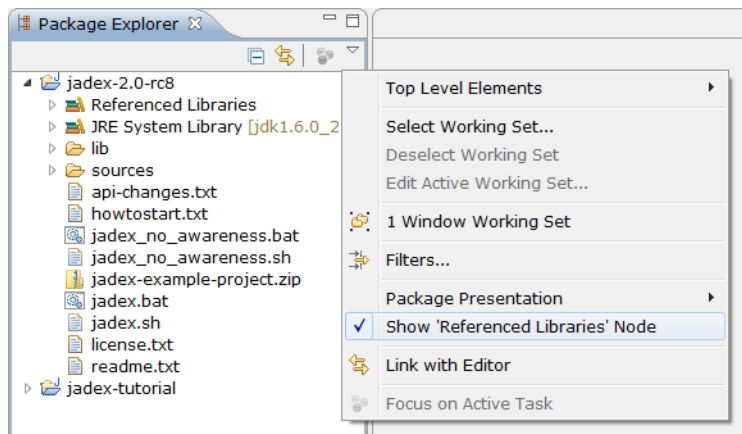 Package Explorer
jadex-2.0-rc8
Referenced Libraries
JRE System Library [jdk1.6.0_2
lib
sources
api-changes.txt
howtostart.txt
jadex_no_awareness.bat
jadex_no_awareness.sh
jadex-example-project.zip
jadex.bat
jadex.sh
license.txt
readme.txt
jadex-tutorial
Top Level Elements
Select Working Set...
Deselect Working Set
Edit Active Working Set...
1 Window Working Set
Filters...
Package Presentation
Show 'Referenced Libraries' Node
Link with Editor
Focus on Active Task